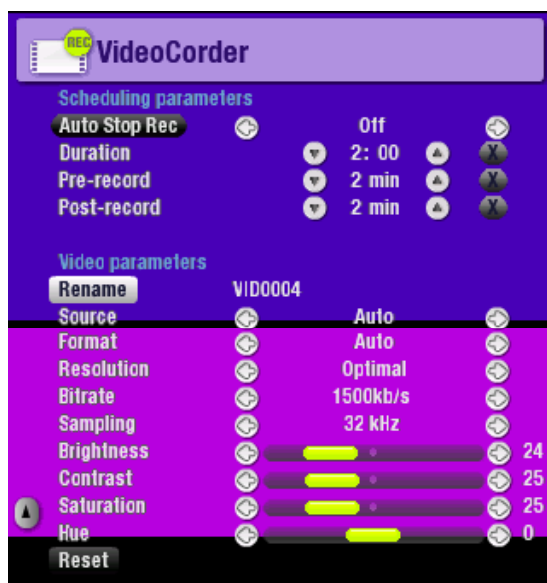 REC
VideoCorder
Scheduling parameters
Auto Stop Rec Off
Duration 2: 00 X
Pre-record 2 min X
Post-record 2 min X
Video parameters
Rename VID0004
Source Auto
Format Auto
Resolution Optimal
Bitrate 1500kb/s
Sampling 32 kHz
Brightness 24
Contrast 25
Saturation 25
Hue 0
Reset